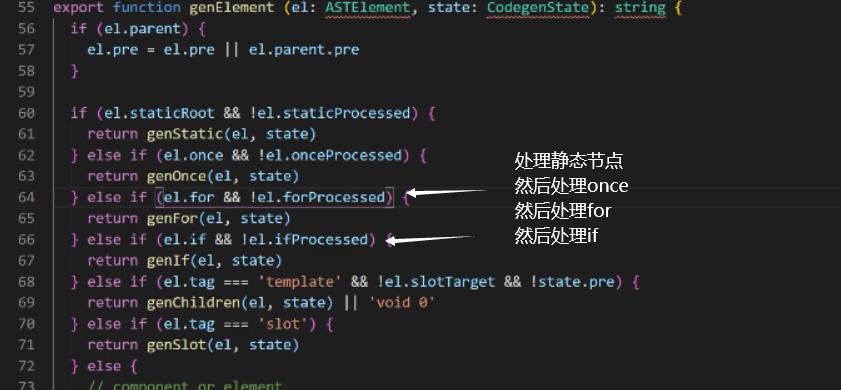 55 export function genElement (el: ASTElement, state: CodegenState): string {
56 if (el.parent) {
57 el.pre = el.pre || el.parent.pre
58 }
59
60 if (el.staticRoot && !el.staticProcessed) {
61 return genStatic(el, state)
62 } else if (el.once && !el.onceProcessed) {
63 return genOnce(el, state)
64 } else if (el.for && !el.forProcessed) {
65 return genFor(el, state)
66 } else if (el.if && !el.ifProcessed) {
67 return genIf(el, state)
68 } else if (el.tag === 'template' && !el.slotTarget && !state.pre) {
69 return genChildren(el, state) || 'void 0'
70 } else if (el.tag === 'slot') {
71 return genSlot(el, state)
72 } else {
73 // component or element
处理静态节点
然后处理once
然后处理for
然后处理if